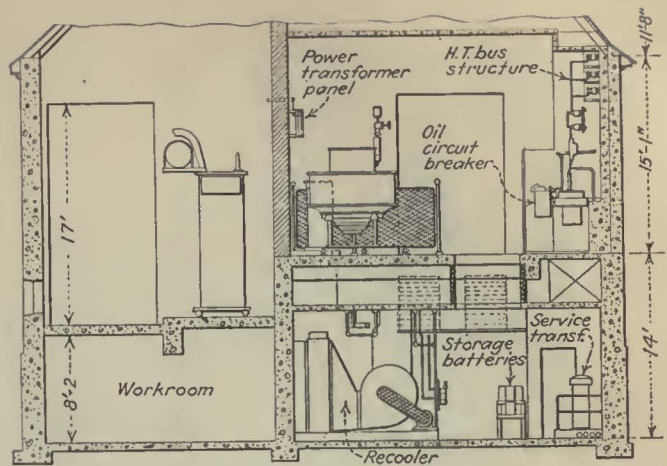 Power
transformer
panel
H.T. bus
structure
11'-8"
Oil
circuit
breaker
15'-1"
17'
14'
8'-2
Workroom
Storage
batteries
Service
transf.
Recooler